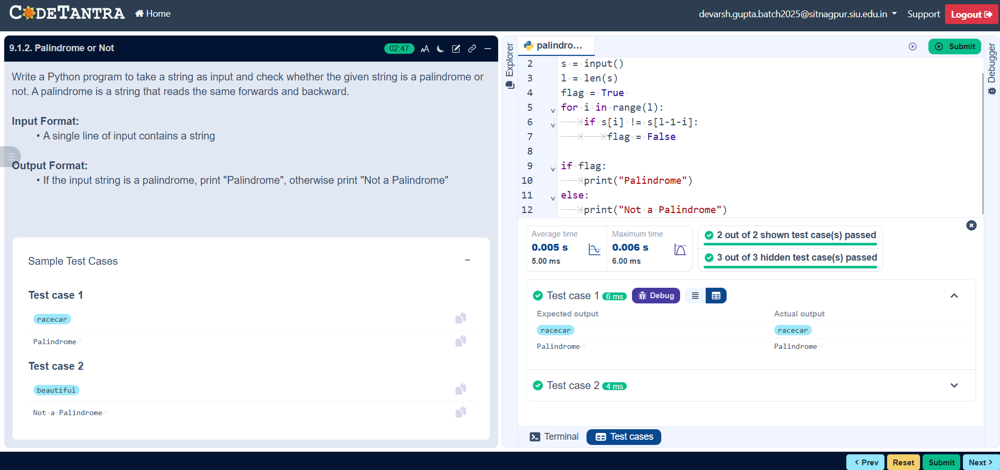 CODETANTRA Home devarsh.gupta.batch2025@sitnagpur.siu.edu.in Support Logout
9.1.2. Palindrome or Not 02:47
Write a Python program to take a string as input and check whether the given string is a palindrome or
not. A palindrome is a string that reads the same forwards and backward.
Input Format:
• A single line of input contains a string
Output Format:
• If the input string is a palindrome, print "Palindrome", otherwise print "Not a Palindrome"
Sample Test Cases
Test case 1
racecar
Palindrome
Test case 2
beautiful
Not a Palindrome
Explorer
palindro...
Submit
Debugger
2 s = input()
3 l = len(s)
4 flag = True
5 for i in range(l):
6 if s[i] != s[l-1-i]:
7 flag = False
8
9 if flag:
10 print("Palindrome")
11 else:
12 print("Not a Palindrome")
Average time
0.005 s
5.00 ms
Maximum time
0.006 s
6.00 ms
2 out of 2 shown test case(s) passed
3 out of 3 hidden test case(s) passed
Test case 1 6 ms Debug
Expected output Actual output
racecar racecar
Palindrome Palindrome
Test case 2 4 ms
Terminal Test cases
Prev Reset Submit Next